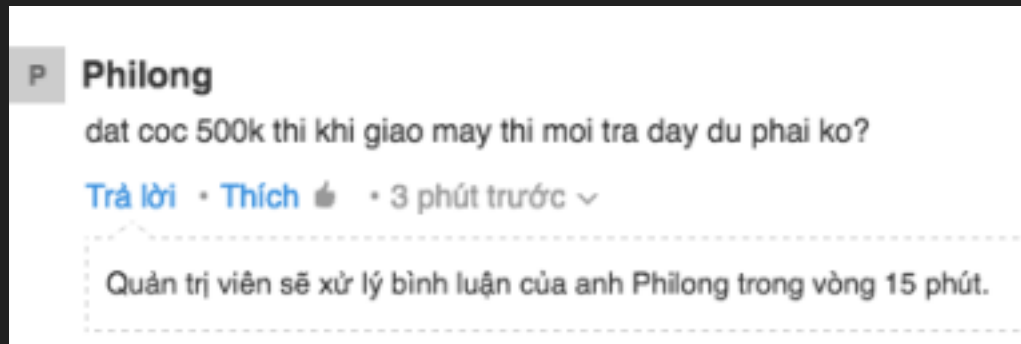 P
Philong
dat coc 500k thi khi giao may thi moi tra day du phai ko?
Trả lời • Thích • 3 phút trước
Quản trị viên sẽ xử lý bình luận của anh Philong trong vòng 15 phút.